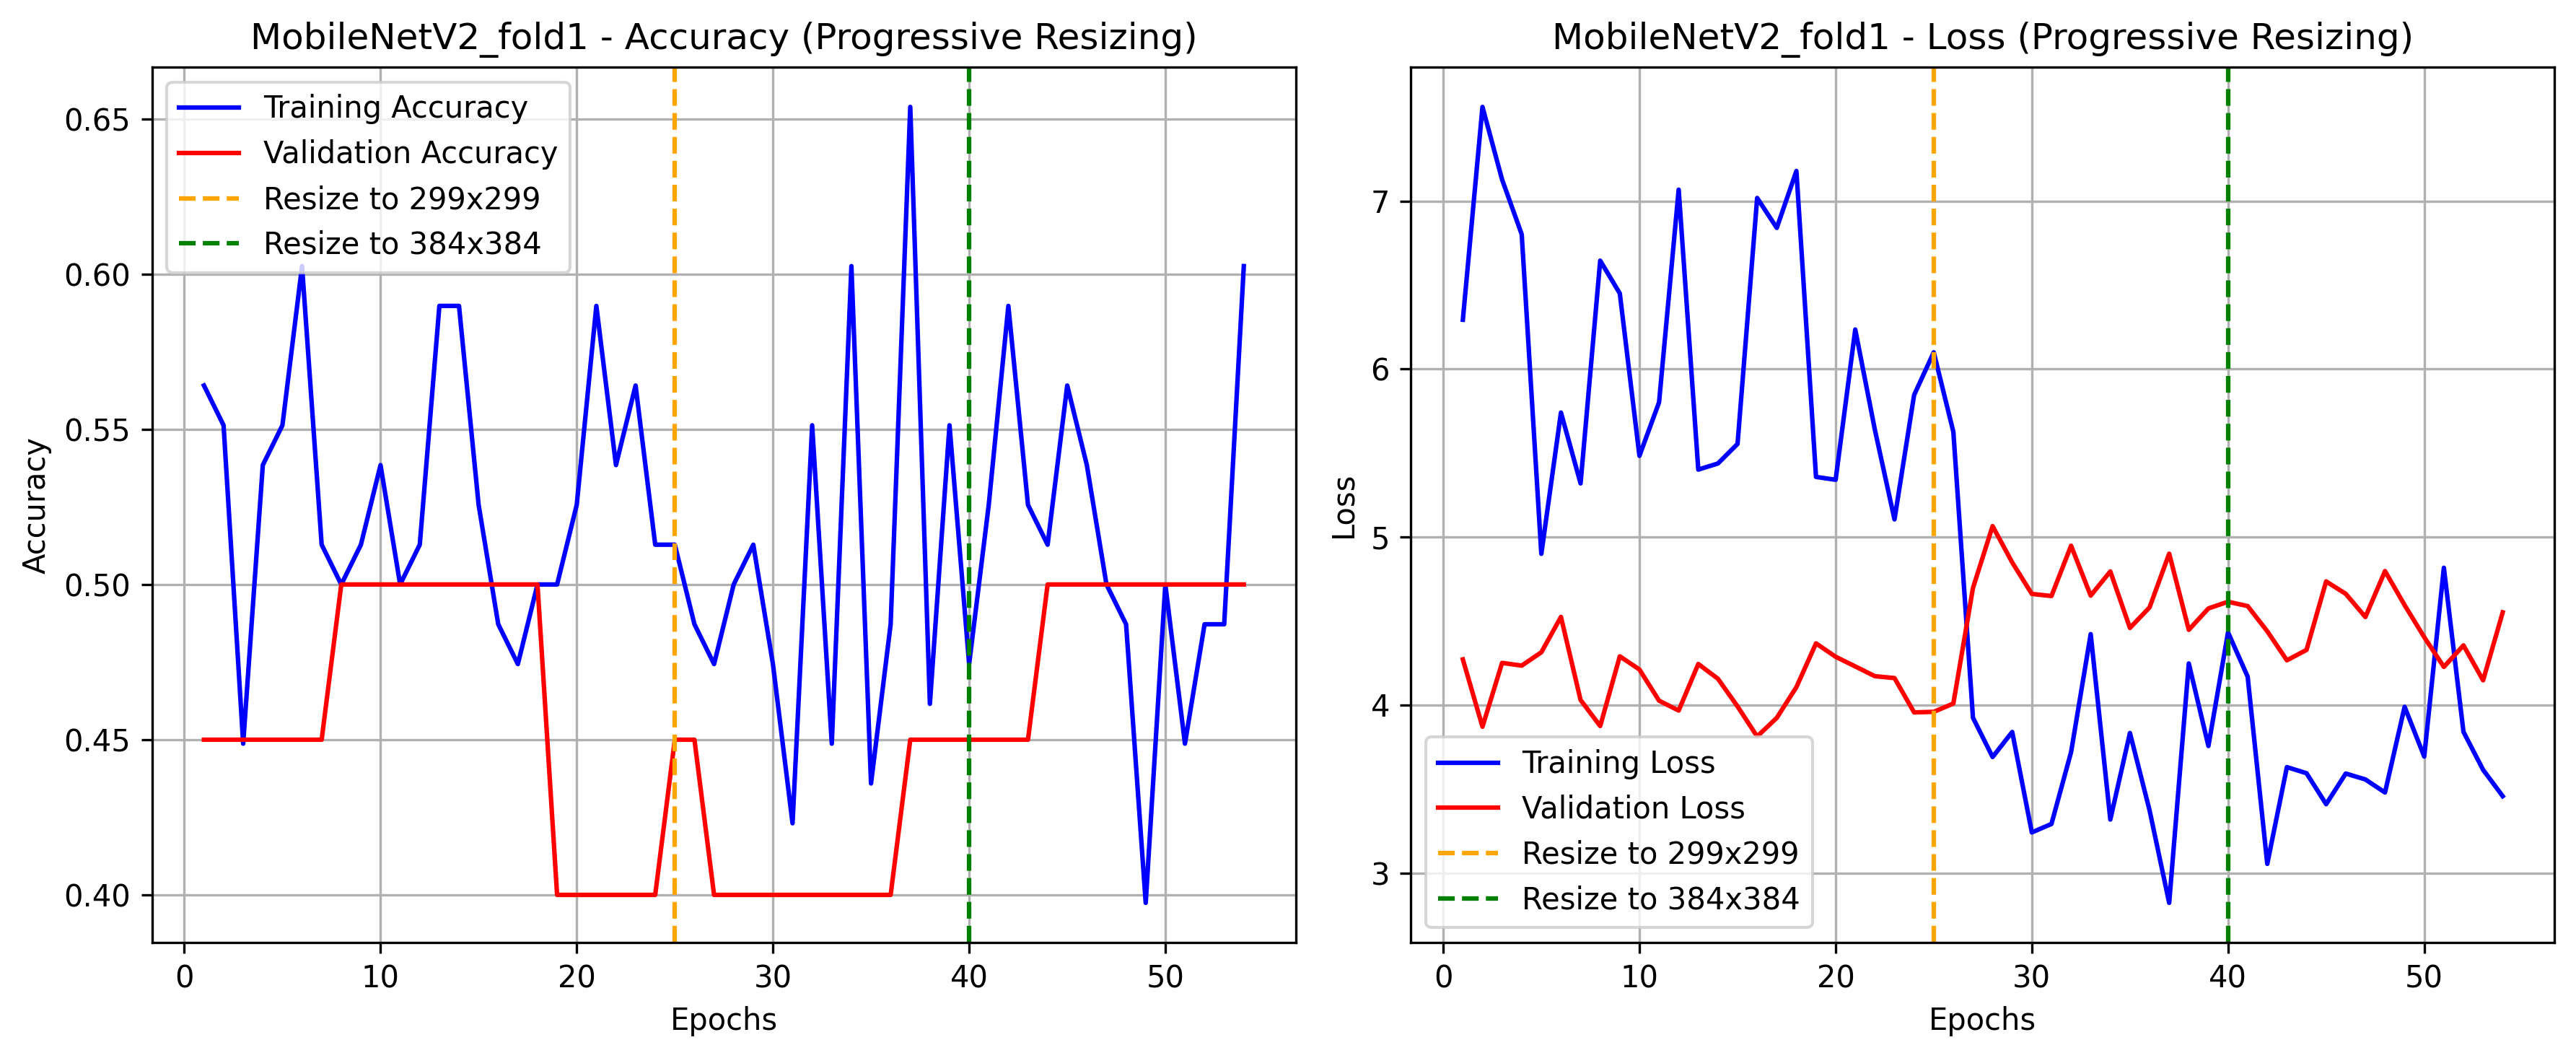 MobileNetV2_fold1 - Accuracy (Progressive Resizing)
Training Accuracy
Validation Accuracy
Resize to 299x299
Resize to 384x384
0.65
0.60
0.55
0.50
0.45
0.40
Accuracy
0 10 20 30 40 50
Epochs
MobileNetV2_fold1 - Loss (Progressive Resizing)
7
6
5
4
3
Loss
Training Loss
Validation Loss
Resize to 299x299
Resize to 384x384
0 10 20 30 40 50
Epochs